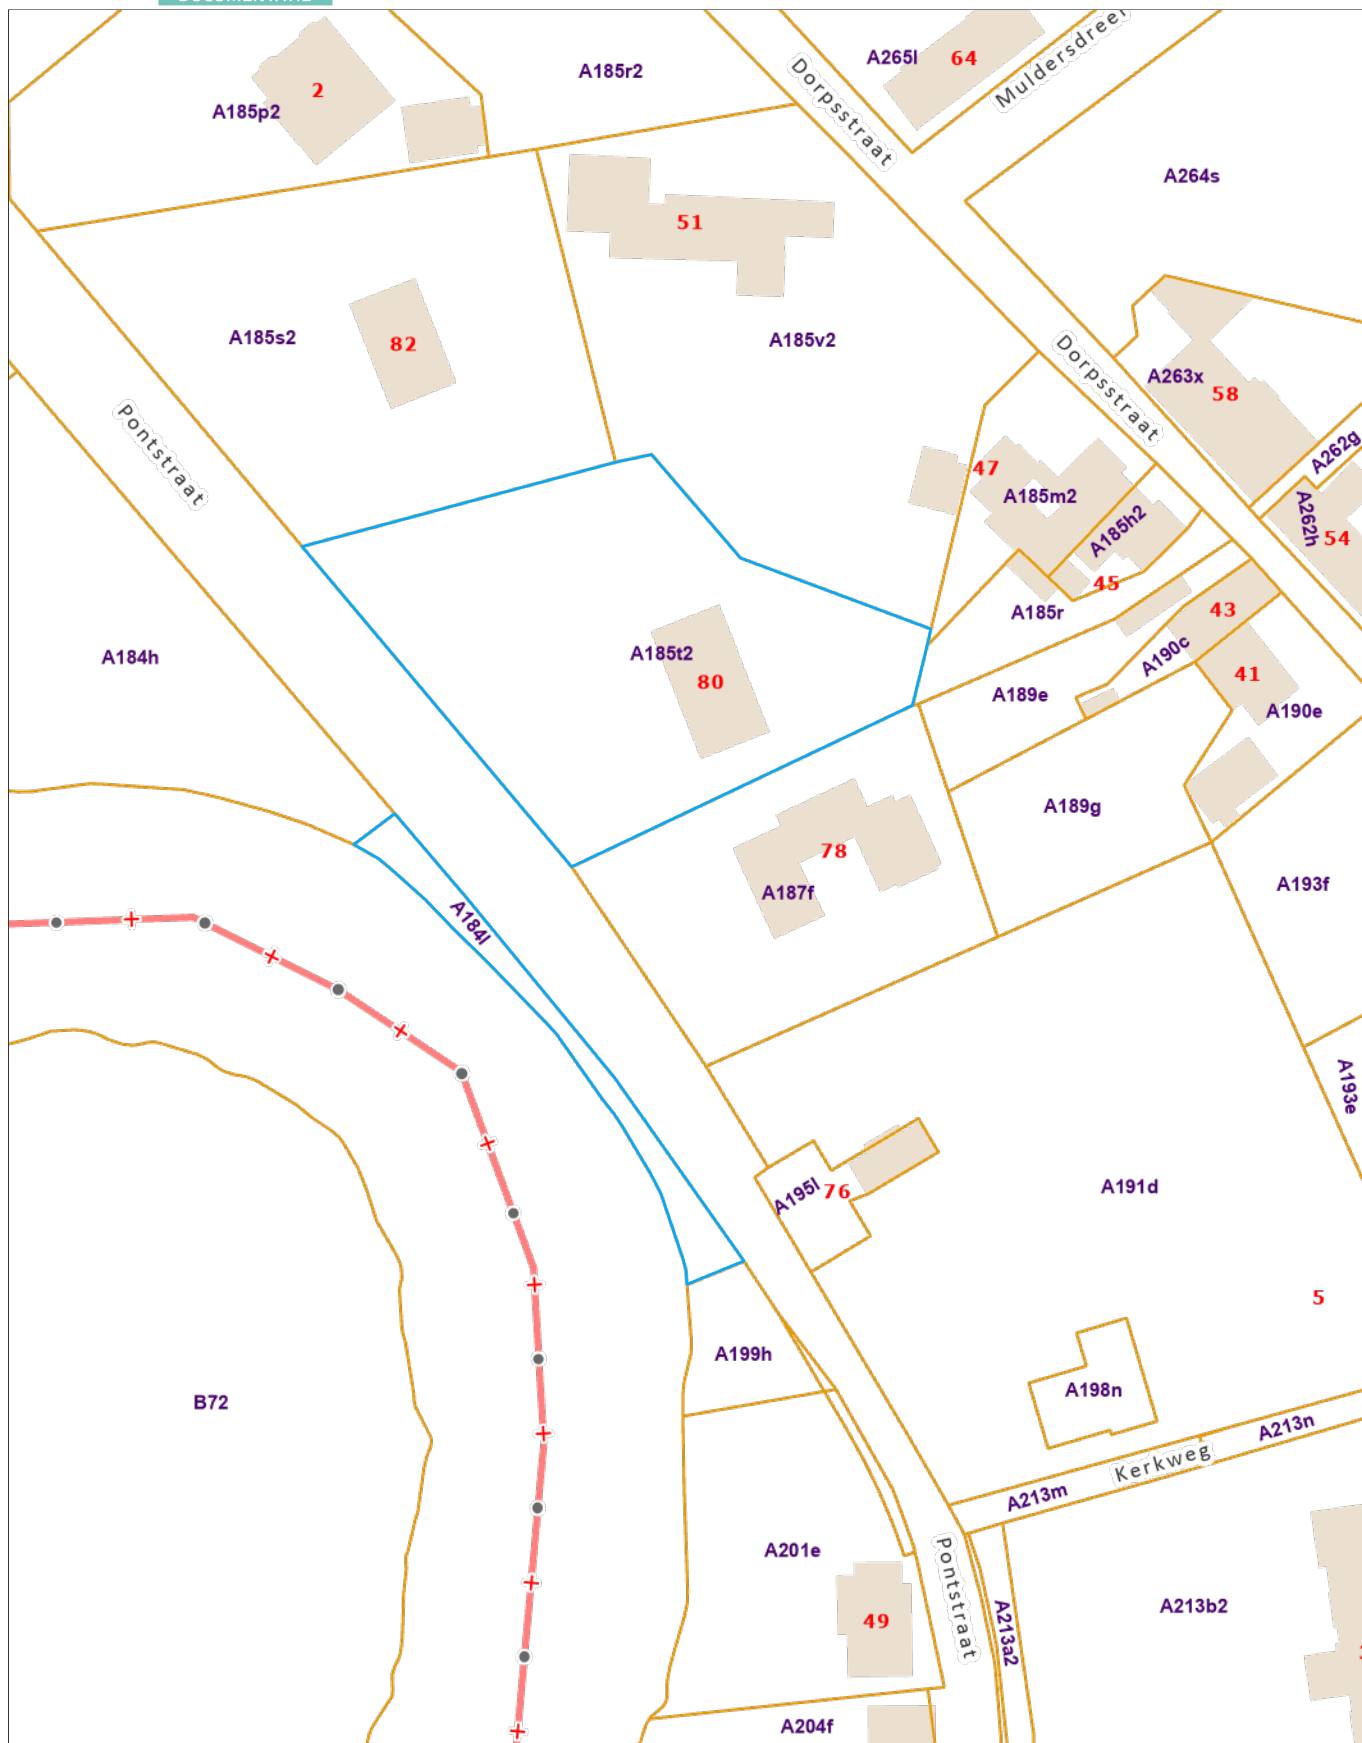 A265l
64
Muldersdreef
Dorpsstraat
A185r2
2
A185p2
A264s
51
A185s2
82
A185v2
Dorpsstraat
A263x
58
Pontstraat
A262g
47
A185m2
A185h2
A262h
54
45
A185r
43
A184h
A185t2
80
A190c
41
A189e
A190e
A189g
78
A187f
A193f
A184l
A193e
A195l
76
A191d
5
A199h
A198n
B72
A213n
Kerkweg
A213m
A201e
Pontstraat
49
A213a2
A213b2
A204f